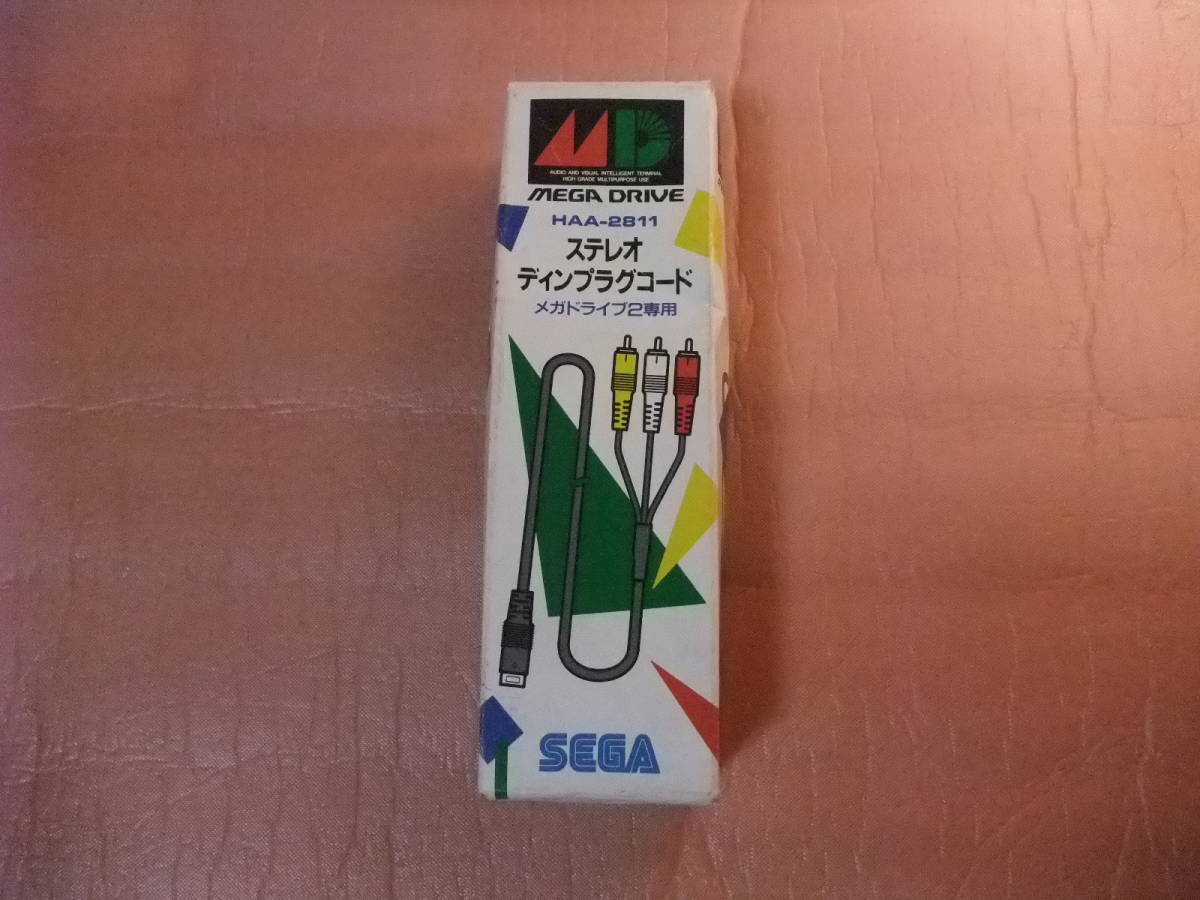 MD
AUDIO AND VISUAL INTELLIGENT TERMINAL
HIGH GRADE MULTIPURPOSE USE
MEGA DRIVE
HAA-2811
ステレオ
ディンプラグコード
メガドライブ2専用
SEGA